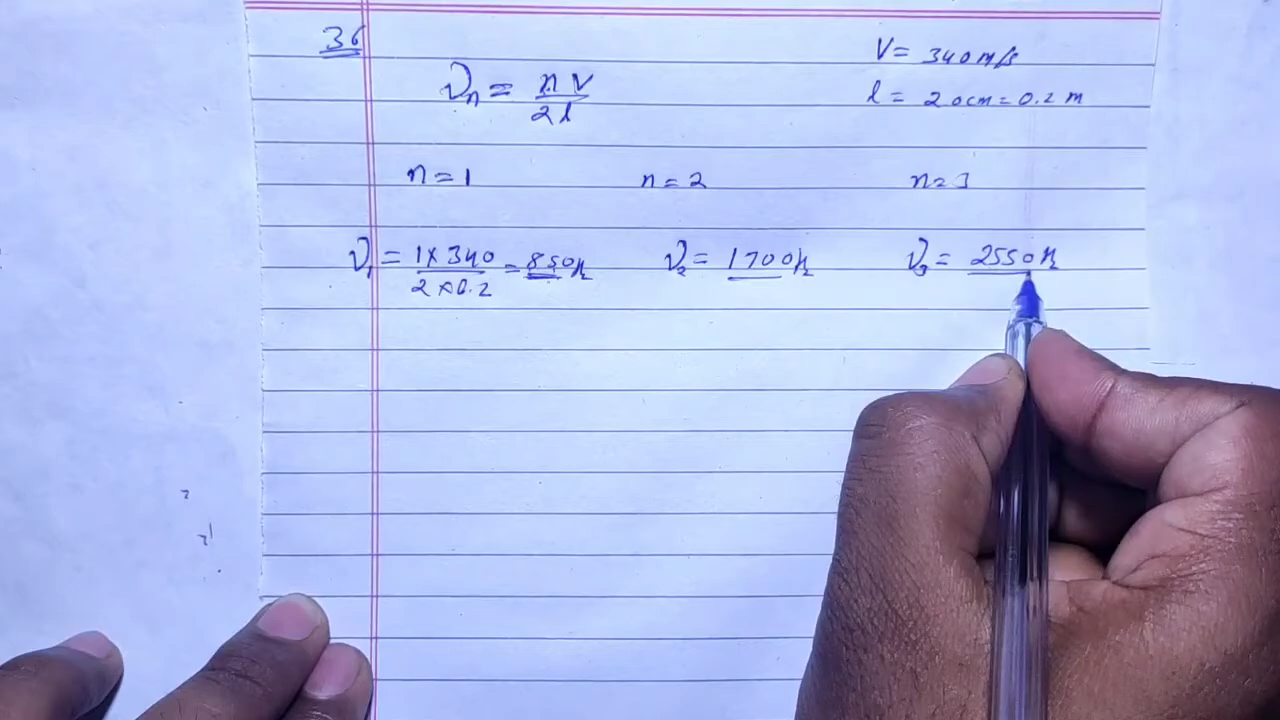 36
V = 340 m/s
νn = nV/2l
l = 20cm = 0.2 m
n = 1 n = 2 n = 3
ν1 = 1 × 340/2 × 0.2 = 850Hz ν2 = 1700Hz ν3 = 2550Hz